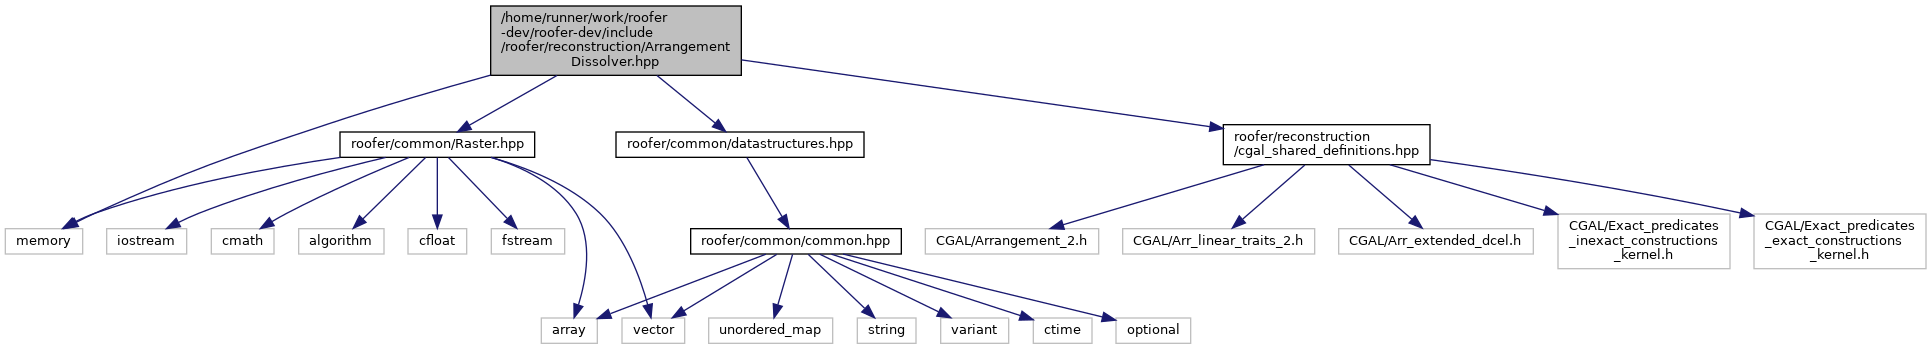 /home/runner/work/roofer
-dev/roofer-dev/include
/roofer/reconstruction/Arrangement
Dissolver.hpp
roofer/common/Raster.hpp
roofer/common/datastructures.hpp
roofer/reconstruction
/cgal_shared_definitions.hpp
memory
iostream
cmath
algorithm
cfloat
fstream
roofer/common/common.hpp
CGAL/Arrangement_2.h
CGAL/Arr_linear_traits_2.h
CGAL/Arr_extended_dcel.h
CGAL/Exact_predicates
_inexact_constructions
_kernel.h
CGAL/Exact_predicates
_exact_constructions
_kernel.h
array
vector
unordered_map
string
variant
ctime
optional